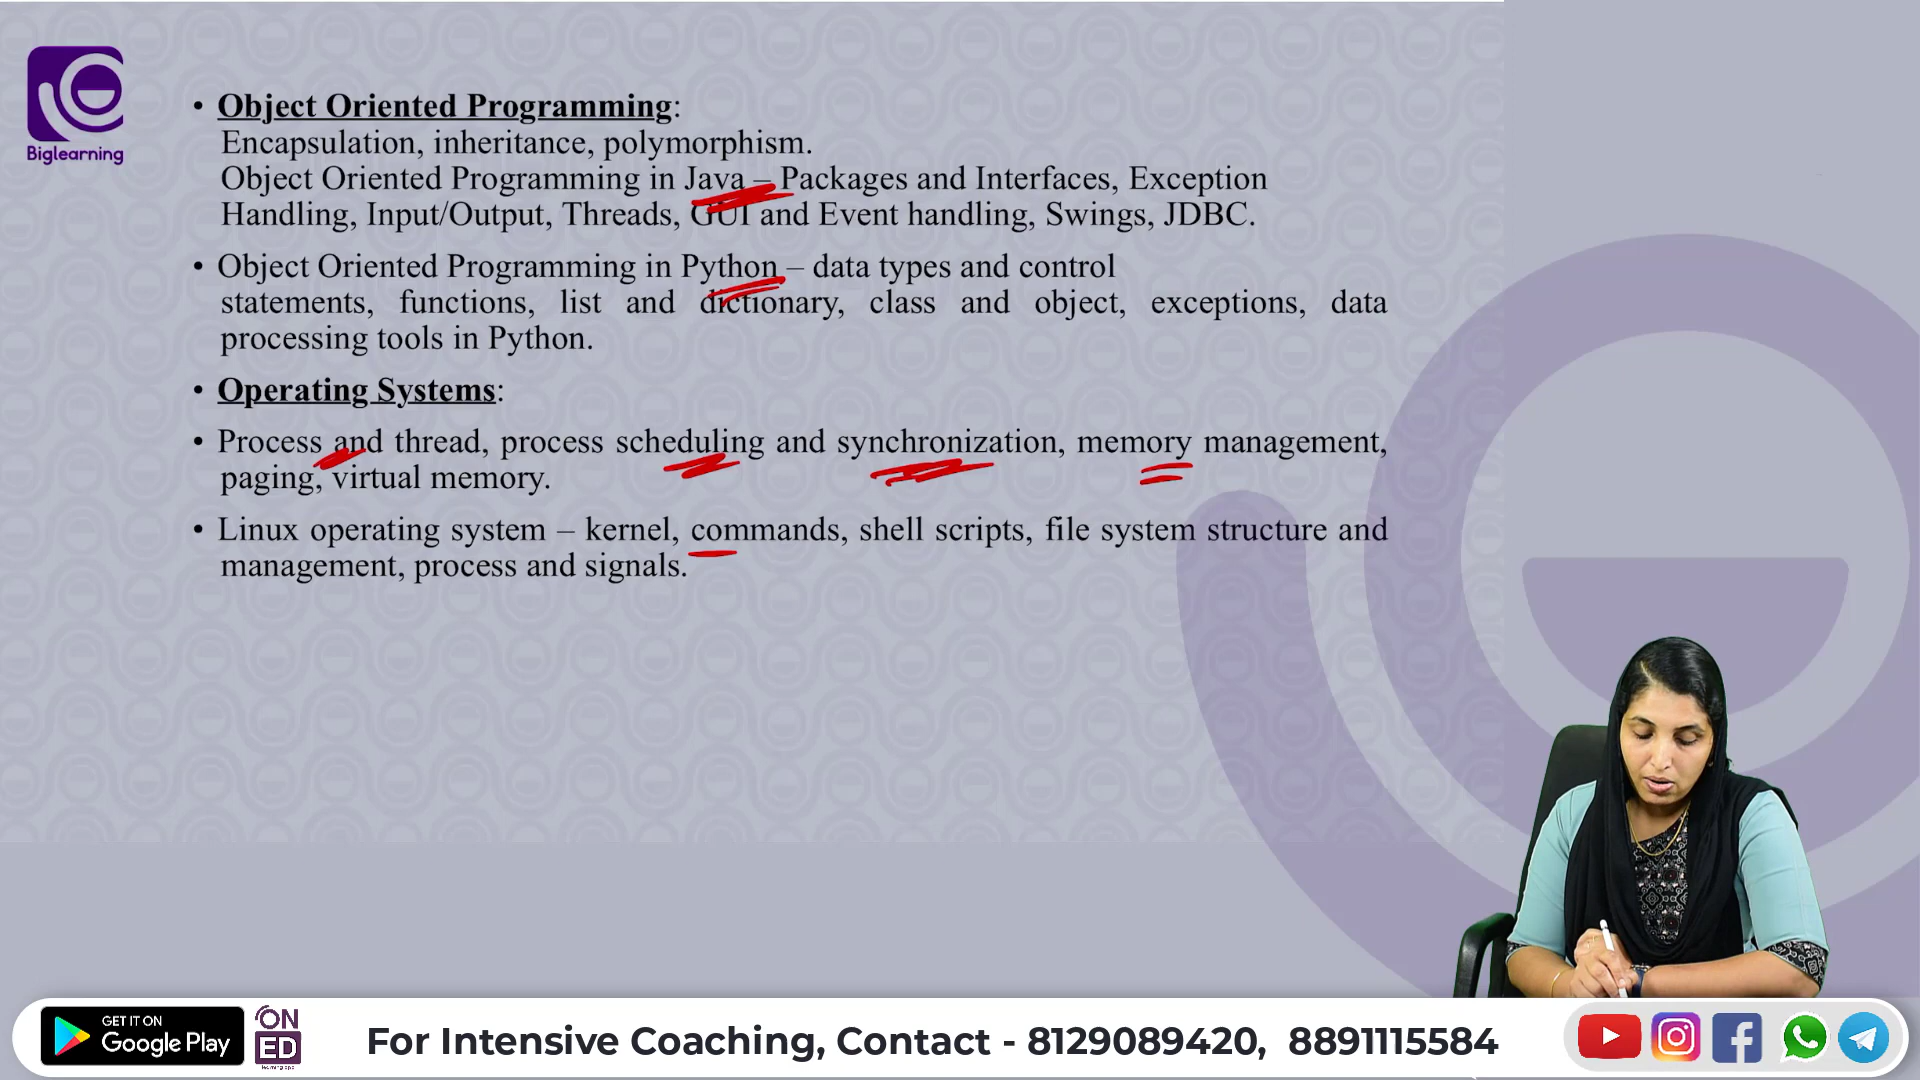 Biglearning
• Object Oriented Programming:
Encapsulation, inheritance, polymorphism.
Object Oriented Programming in Java – Packages and Interfaces, Exception
Handling, Input/Output, Threads, GUI and Event handling, Swings, JDBC.
• Object Oriented Programming in Python – data types and control
statements, functions, list and dictionary, class and object, exceptions, data
processing tools in Python.
• Operating Systems:
• Process and thread, process scheduling and synchronization, memory management,
paging, virtual memory.
• Linux operating system – kernel, commands, shell scripts, file system structure and
management, process and signals.
GET IT ON
Google Play
ON
ED
For Intensive Coaching, Contact - 8129089420, 8891115584